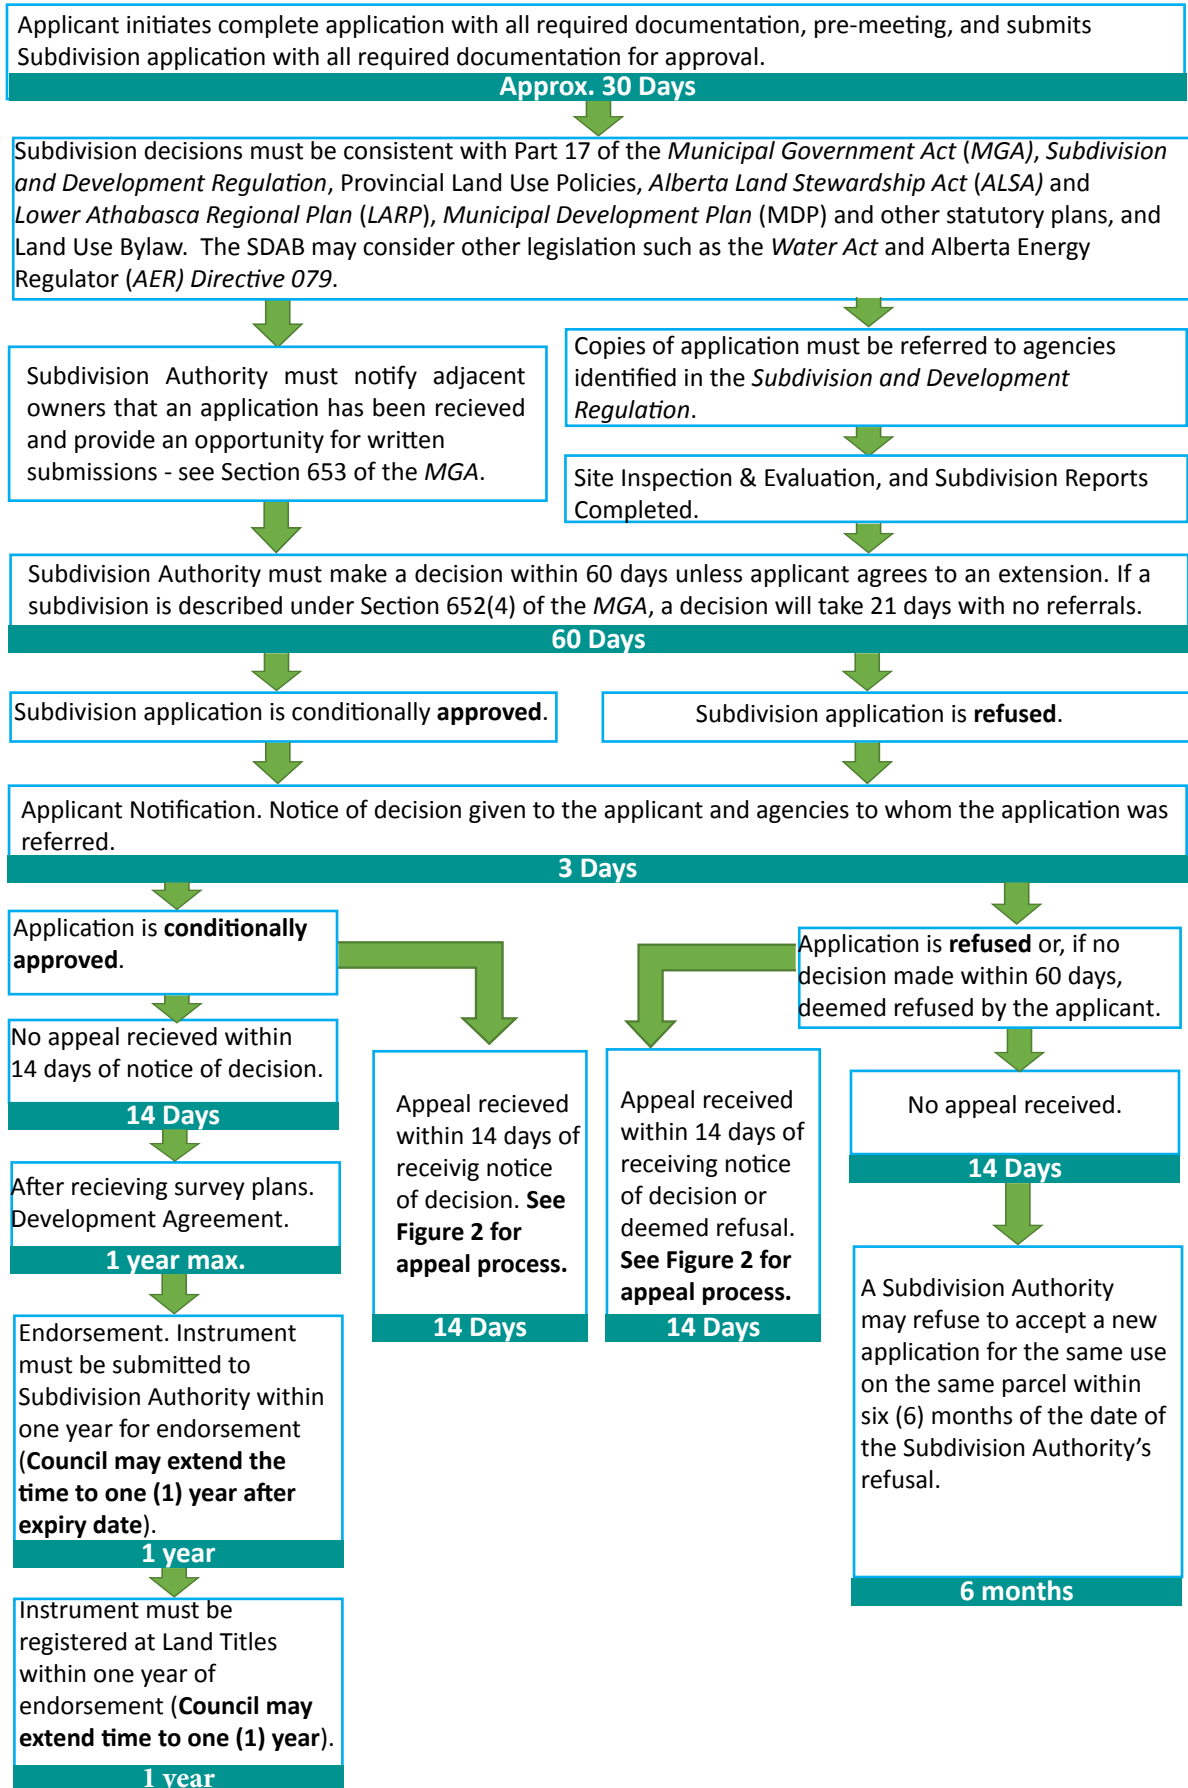 Applicant initiates complete application with all required documentation, pre-meeting, and submits
Subdivision application with all required documentation for approval.
Approx. 30 Days
Subdivision decisions must be consistent with Part 17 of the Municipal Government Act (MGA), Subdivision
and Development Regulation, Provincial Land Use Policies, Alberta Land Stewardship Act (ALSA) and
Lower Athabasca Regional Plan (LARP), Municipal Development Plan (MDP) and other statutory plans, and
Land Use Bylaw. The SDAB may consider other legislation such as the Water Act and Alberta Energy
Regulator (AER) Directive 079.
Subdivision Authority must notify adjacent
owners that an application has been recieved
and provide an opportunity for written
submissions - see Section 653 of the MGA.
Copies of application must be referred to agencies
identified in the Subdivision and Development
Regulation.
Site Inspection & Evaluation, and Subdivision Reports
Completed.
Subdivision Authority must make a decision within 60 days unless applicant agrees to an extension. If a
subdivision is described under Section 652(4) of the MGA, a decision will take 21 days with no referrals.
60 Days
Subdivision application is conditionally approved.
Subdivision application is refused.
Applicant Notification. Notice of decision given to the applicant and agencies to whom the application was
referred.
3 Days
Application is conditionally
approved.
No appeal recieved within
14 days of notice of decision.
14 Days
After recieving survey plans.
Development Agreement.
1 year max.
Endorsement. Instrument
must be submitted to
Subdivision Authority within
one year for endorsement
(Council may extend the
time to one (1) year after
expiry date).
1 year
Instrument must be
registered at Land Titles
within one year of
endorsement (Council may
extend time to one (1) year).
1 year
Appeal recieved
within 14 days of
receivig notice
of decision. See
Figure 2 for
appeal process.
14 Days
Appeal received
within 14 days of
receiving notice
of decision or
deemed refusal.
See Figure 2 for
appeal process.
14 Days
Application is refused or, if no
decision made within 60 days,
deemed refused by the applicant.
No appeal received.
14 Days
A Subdivision Authority
may refuse to accept a new
application for the same use
on the same parcel within
six (6) months of the date of
the Subdivision Authority's
refusal.
6 months